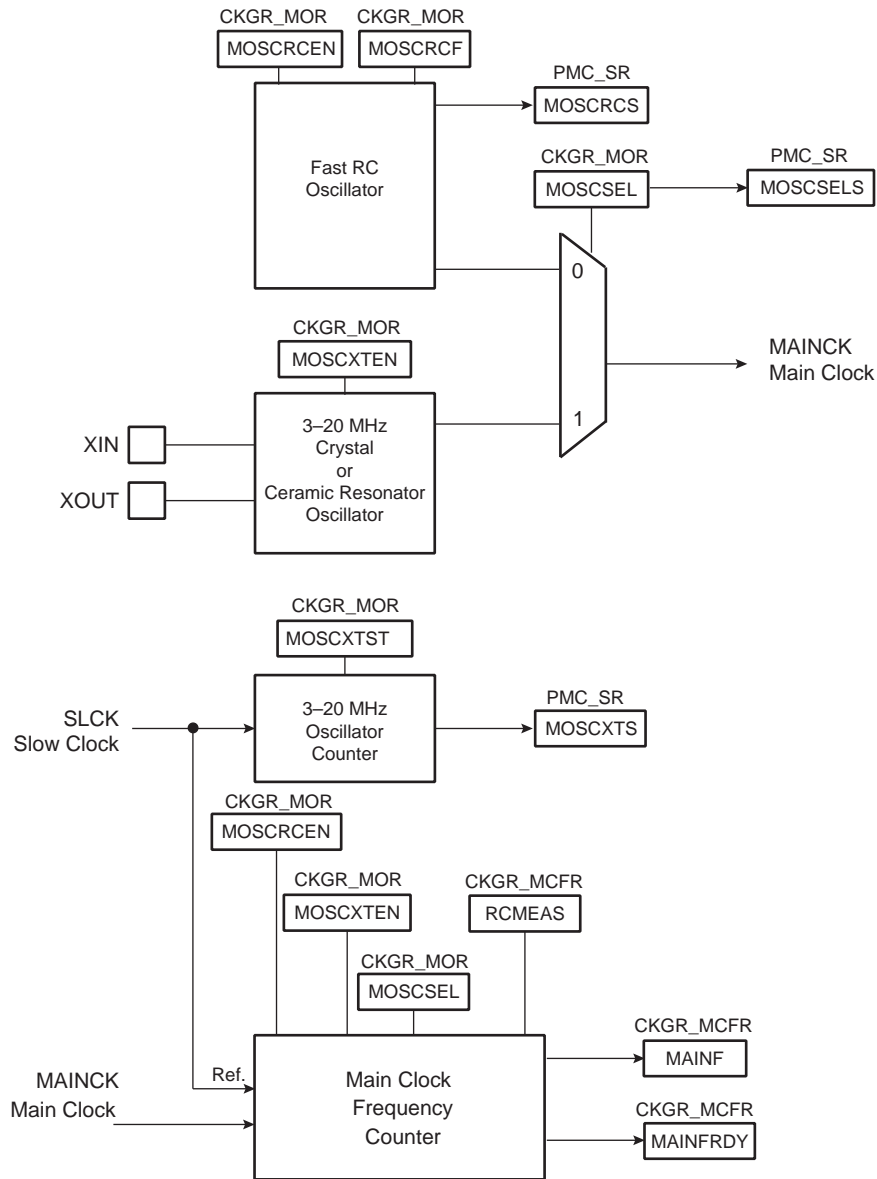 CKGR_MOR CKGR_MOR
MOSCRCEN MOSCRCF
PMC_SR
MOSCRCS
Fast RC
Oscillator
CKGR_MOR PMC_SR
MOSCSEL MOSCSELS
0
CKGR_MOR
MOSCXTEN
MAINCK
Main Clock
1
3–20 MHz
Crystal
or
Ceramic Resonator
Oscillator
XIN
XOUT
CKGR_MOR
MOSCXTST
SLCK
Slow Clock
3–20 MHz
Oscillator
Counter
PMC_SR
MOSCXTS
CKGR_MOR
MOSCRCEN
CKGR_MOR CKGR_MCFR
MOSCXTEN RCMEAS
CKGR_MOR
MOSCSEL
CKGR_MCFR
MAINF
MAINCK
Main Clock
Ref.
Main Clock
Frequency
Counter
CKGR_MCFR
MAINFRDY